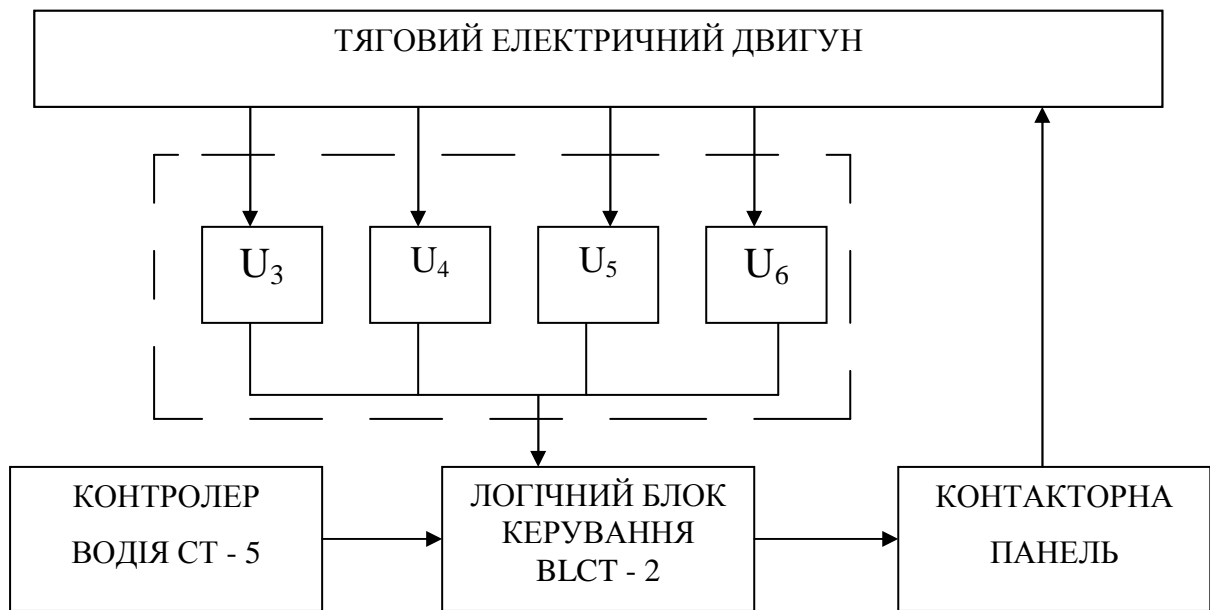 ТЯГОВИЙ ЕЛЕКТРИЧНИЙ ДВИГУН
U₃
U₄
U₅
U₆
КОНТРОЛЕР
ВОДІЯ СТ - 5
ЛОГІЧНИЙ БЛОК
КЕРУВАННЯ
BLCT - 2
КОНТАКТОРНА
ПАНЕЛЬ